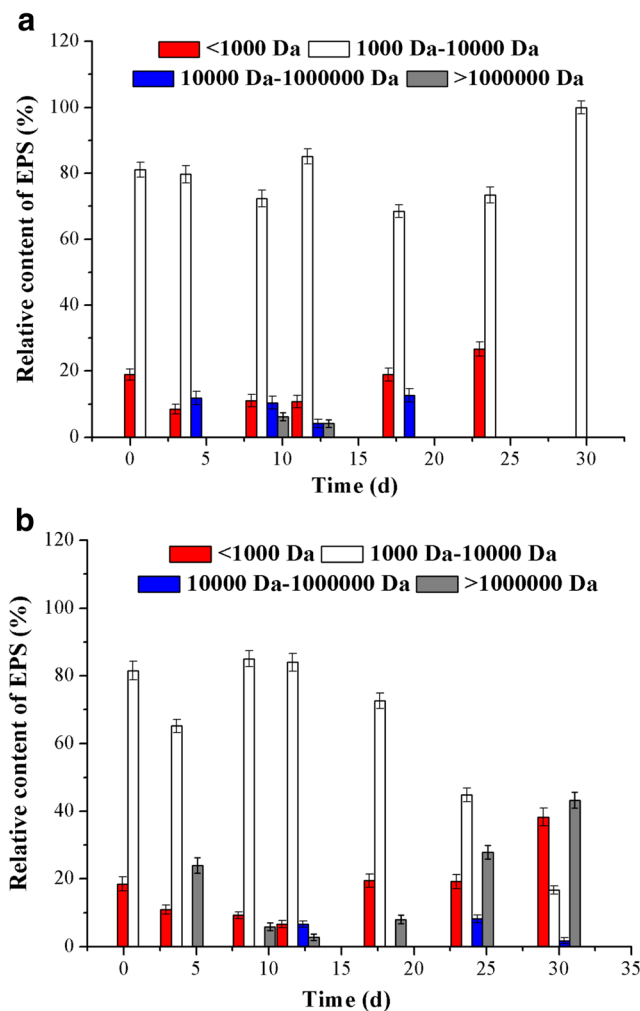 a
120
100
80
60
40
20
0
<1000 Da 1000 Da-10000 Da
10000 Da-1000000 Da >1000000 Da
Relative content of EPS (%)
0 5 10 15 20 25 30
Time (d)
b
120
100
80
60
40
20
0
<1000 Da 1000 Da-10000 Da
10000 Da-1000000 Da >1000000 Da
Relative content of EPS (%)
0 5 10 15 20 25 30 35
Time (d)